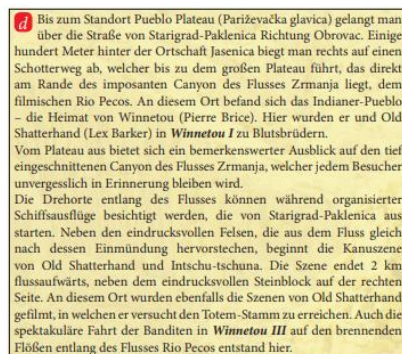 d Bis zum Standort Pueblo Plateau (Pariževačka glavica) gelangt man
über die Straße von Starigrad-Paklenica Richtung Obrovac. Einige
hundert Meter hinter der Ortschaft Jasenica biegt man rechts auf einen
Schotterweg ab, welcher bis zu dem großen Plateau führt, das direkt
am Rande des imposanten Canyon des Flusses Zrmanja liegt, dem
filmischen Rio Pecos. An diesem Ort befand sich das Indianer-Pueblo
– die Heimat von Winnetou (Pierre Brice). Hier wurden er und Old
Shatterhand (Lex Barker) in Winnetou I zu Blutsbrüdern.
Vom Plateau aus bietet sich ein bemerkenswerter Ausblick auf den tief
eingeschnittenen Canyon des Flusses Zrmanja, welcher jedem Besucher
unvergesslich in Erinnerung bleiben wird.
Die Drehorte entlang des Flusses können während organisierter
Schiffsausflüge besichtigt werden, die von Starigrad-Paklenica aus
starten. Neben den eindrucksvollen Felsen, die aus dem Fluss gleich
nach dessen Einmündung hervorstechen, beginnt die Kanuszene
von Old Shatterhand und Intschu-tschuna. Die Szene endet 2 km
flussaufwärts, neben dem eindrucksvollen Steinblock auf der rechten
Seite. An diesem Ort wurden ebenfalls die Szenen von Old Shatterhand
gefilmt, in welchen er versucht den Totem-Stamm zu erreichen. Auch die
spektakuläre Fahrt der Banditen in Winnetou III auf den brennenden
Flößen entlang des Flusses Rio Pecos entstand hier.